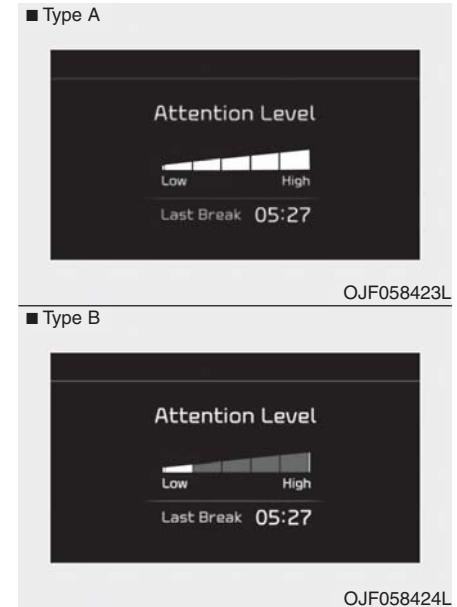 ■ Type A
Attention Level
Low High
Last Break 05:27
OJF058423L
■ Type B
Attention Level
Low High
Last Break 05:27
OJF058424L